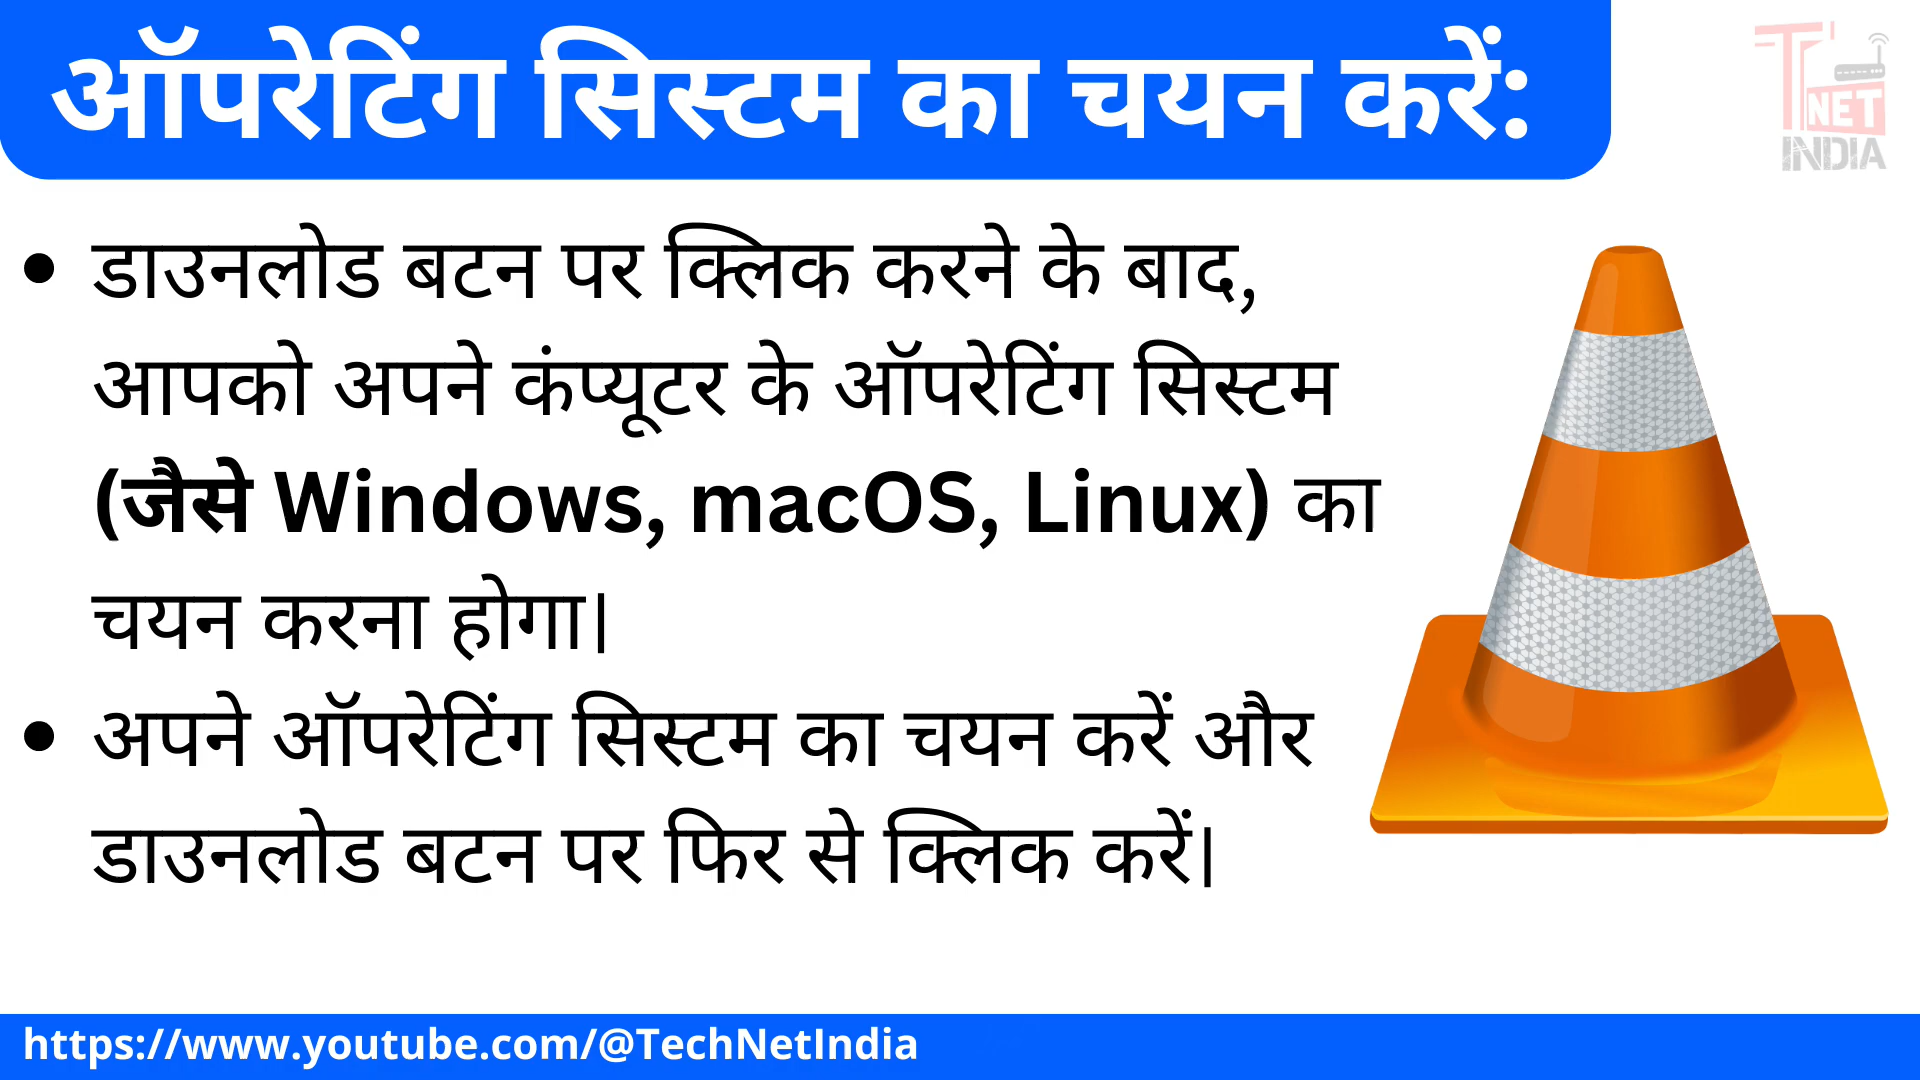 ऑपरेटिंग सिस्टम का चयन करें:
T NET
INDIA
• डाउनलोड बटन पर क्लिक करने के बाद,
आपको अपने कंप्यूटर के ऑपरेटिंग सिस्टम
(जैसे Windows, macOS, Linux) का
चयन करना होगा।
• अपने ऑपरेटिंग सिस्टम का चयन करें और
डाउनलोड बटन पर फिर से क्लिक करें।
https://www.youtube.com/@TechNetIndia